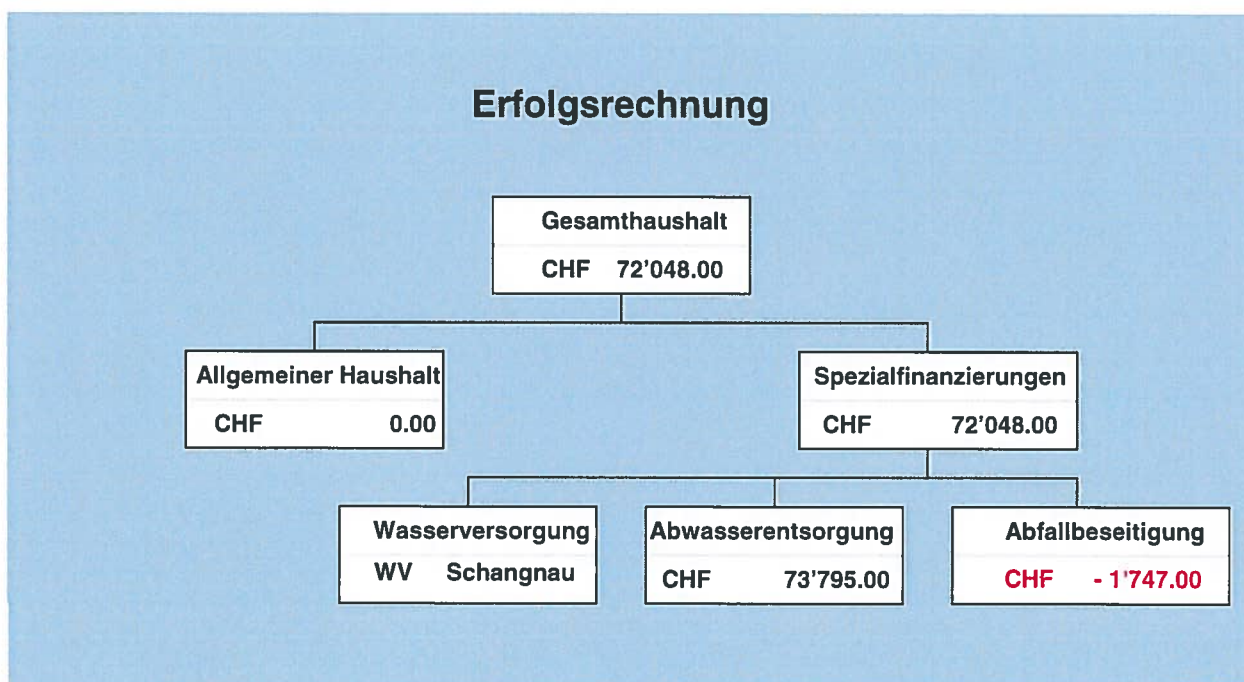 Erfolgsrechnung
Gesamthaushalt
CHF 72'048.00
Allgemeiner Haushalt
CHF 0.00
Spezialfinanzierungen
CHF 72'048.00
Wasserversorgung
WV Schangnau
Abwasserentsorgung
CHF 73'795.00
Abfallbeseitigung
CHF - 1'747.00